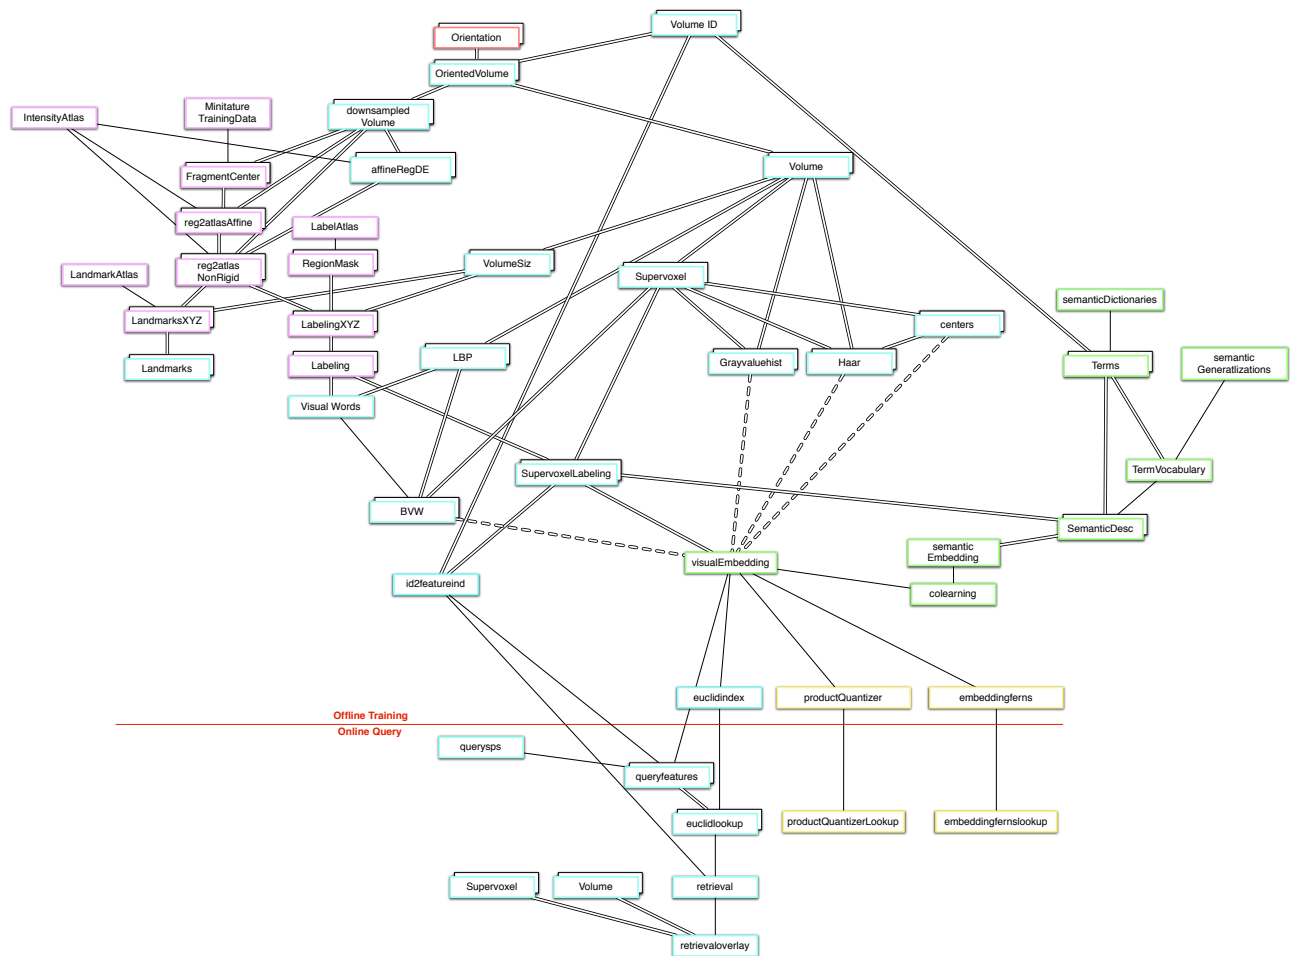 Volume ID
Orientation
OrientedVolume
IntensityAtlas
Minitature
TrainingData
downsampled
Volume
FragmentCenter
affineRegDE
Volume
reg2atlasAffine
LabelAtlas
LandmarkAtlas
reg2atlas
NonRigid
RegionMask
VolumeSiz
Supervoxel
semanticDictionaries
LandmarksXYZ
LabelingXYZ
centers
Landmarks
Labeling
LBP
Grayvaluehist
Haar
Terms
semantic
Generatlizations
Visual Words
SupervoxelLabeling
TermVocabulary
BVW
SemanticDesc
semantic
Embedding
visualEmbedding
id2featureind
colearning
euclidindex
productQuantizer
embeddingferns
Offline Training
Online Query
querysps
queryfeatures
euclidlookup
productQuantizerLookup
embeddingfernslookup
Supervoxel
Volume
retrieval
retrievaloverlay